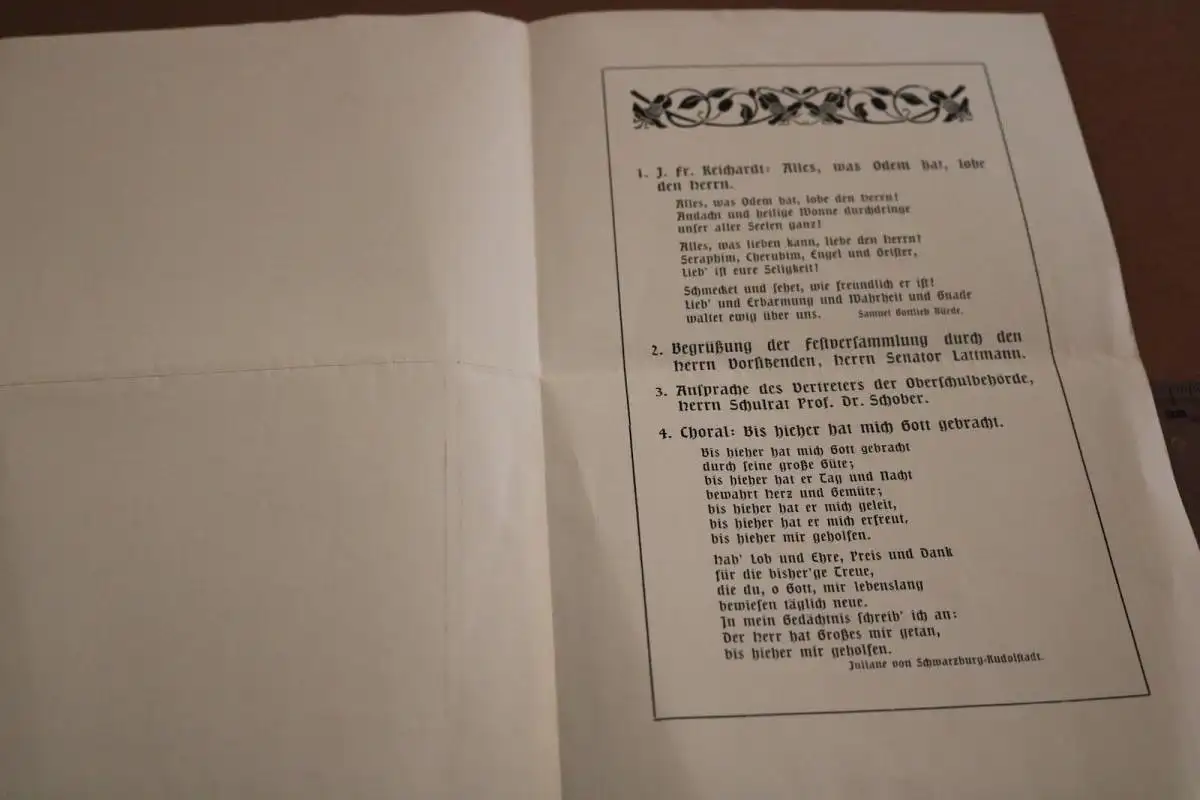 1. J. Fr. Reichardt: Alles, was Odem hat, lobe
den Herrn.
Alles, was Odem hat, lobe den Herrn!
Andacht und heilige Wonne durchdringe
unser aller Seelen ganz!
Alles, was lieben kann, liebe den Herrn!
Seraphim, Cherubim, Engel und Geister,
Lieb' ist eure Seligkeit!
Schmecket und sehet, wie freundlich er ist!
Lieb' und Erbarmung und Wahrheit und Gnade
waltet ewig über uns. Samuel Gottlieb Bürde.
2. Begrüßung der Festversammlung durch den
Herrn Vorsitzenden, Herrn Senator Lattmann.
3. Ansprache des Vertreters der Oberschulbehörde,
Herrn Schulrat Prof. Dr. Schober.
4. Choral: Bis hieher hat mich Gott gebracht.
Bis hieher hat mich Gott gebracht
durch seine große Güte;
bis hieher hat er Tag und Nacht
bewahrt Herz und Gemüte;
bis hieher hat er mich geleit,
bis hieher hat er mich erfreut,
bis hieher mir geholfen.
Hab' Lob und Ehre, Preis und Dank
für die bisher'ge Treue,
die du, o Gott, mir lebenslang
bewiesen täglich neue.
In mein Gedächtnis schreib' ich an:
Der Herr hat Großes mir getan,
bis hieher mir geholfen.
Juliane von Schwarzburg-Rudolstadt.